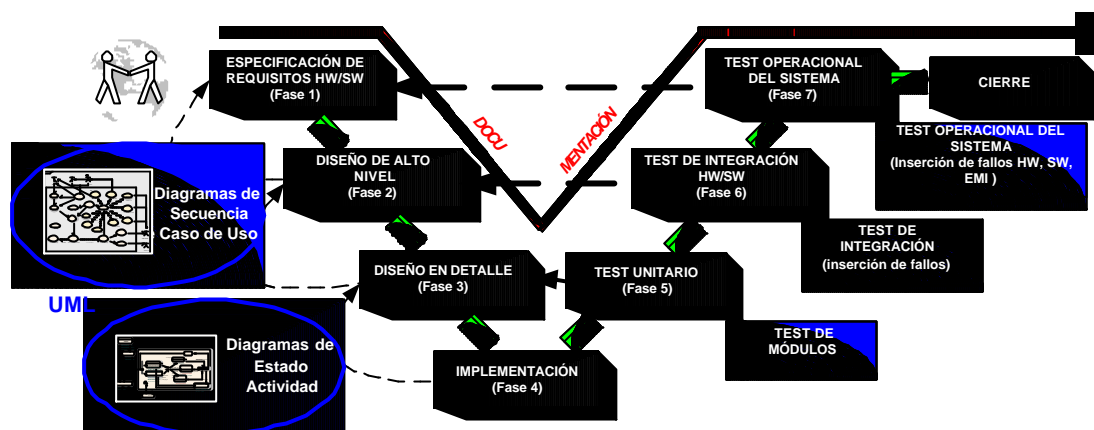 ESPECIFICACIÓN DE
REQUISITOS HW/SW
(Fase 1)
DISEÑO DE ALTO
NIVEL
(Fase 2)
DISEÑO EN DETALLE
(Fase 3)
IMPLEMENTACIÓN
(Fase 4)
TEST UNITARIO
(Fase 5)
TEST DE INTEGRACIÓN
HW/SW
(Fase 6)
TEST OPERACIONAL
DEL SISTEMA
(Fase 7)
CIERRE
TEST OPERACIONAL DEL
SISTEMA
(Inserción de fallos HW, SW,
EMI )
TEST DE
INTEGRACIÓN
(inserción de fallos)
TEST DE
MÓDULOS
DOCU
MENTACIÓN
Diagramas de
Secuencia
Caso de Uso
UML
Diagramas de
Estado
Actividad